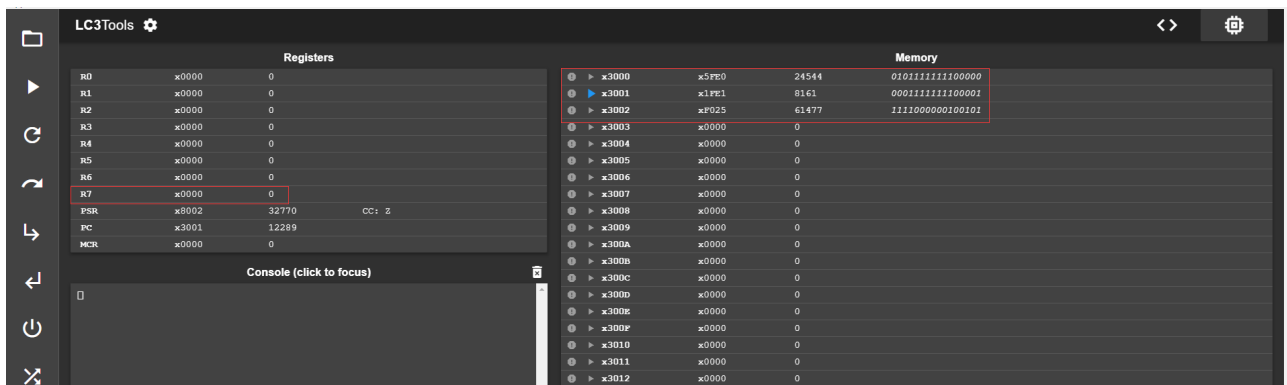 LC3Tools
Registers
R0 x0000 0
R1 x0000 0
R2 x0000 0
R3 x0000 0
R4 x0000 0
R5 x0000 0
R6 x0000 0
R7 x0000 0
PSR x8002 32770 CC: Z
PC x3001 12289
MCR x0000 0
Console (click to focus)
Memory
x3000 x5FE0 24544 0101111111100000
x3001 x1FE1 8161 0001111111100001
x3002 xF025 61477 1111000000100101
x3003 x0000 0
x3004 x0000 0
x3005 x0000 0
x3006 x0000 0
x3007 x0000 0
x3008 x0000 0
x3009 x0000 0
x300A x0000 0
x300B x0000 0
x300C x0000 0
x300D x0000 0
x300E x0000 0
x300F x0000 0
x3010 x0000 0
x3011 x0000 0
x3012 x0000 0